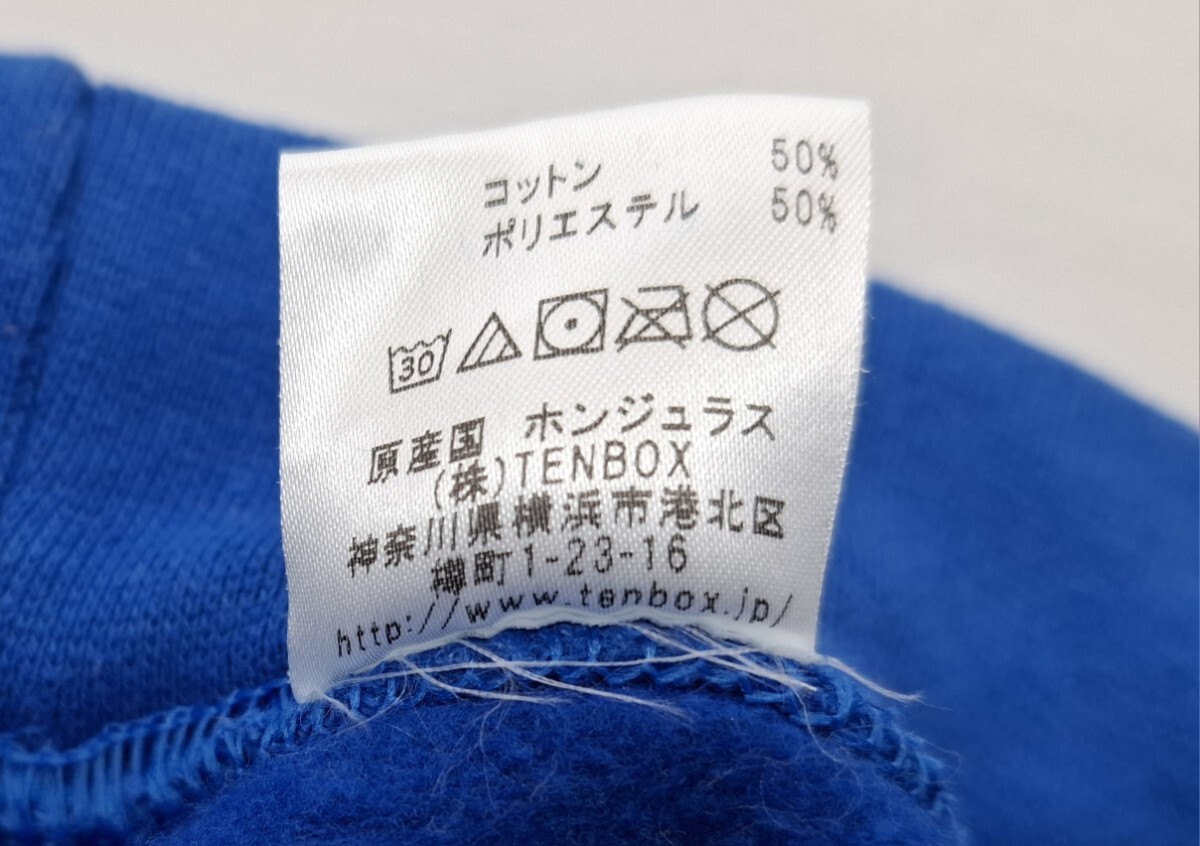 コットン 50%
ポリエステル 50%
30
原産国 ホンジュラス
(株)TENBOX
神奈川県横浜市港北区
樽町1-23-16
http://www.tenbox.jp/